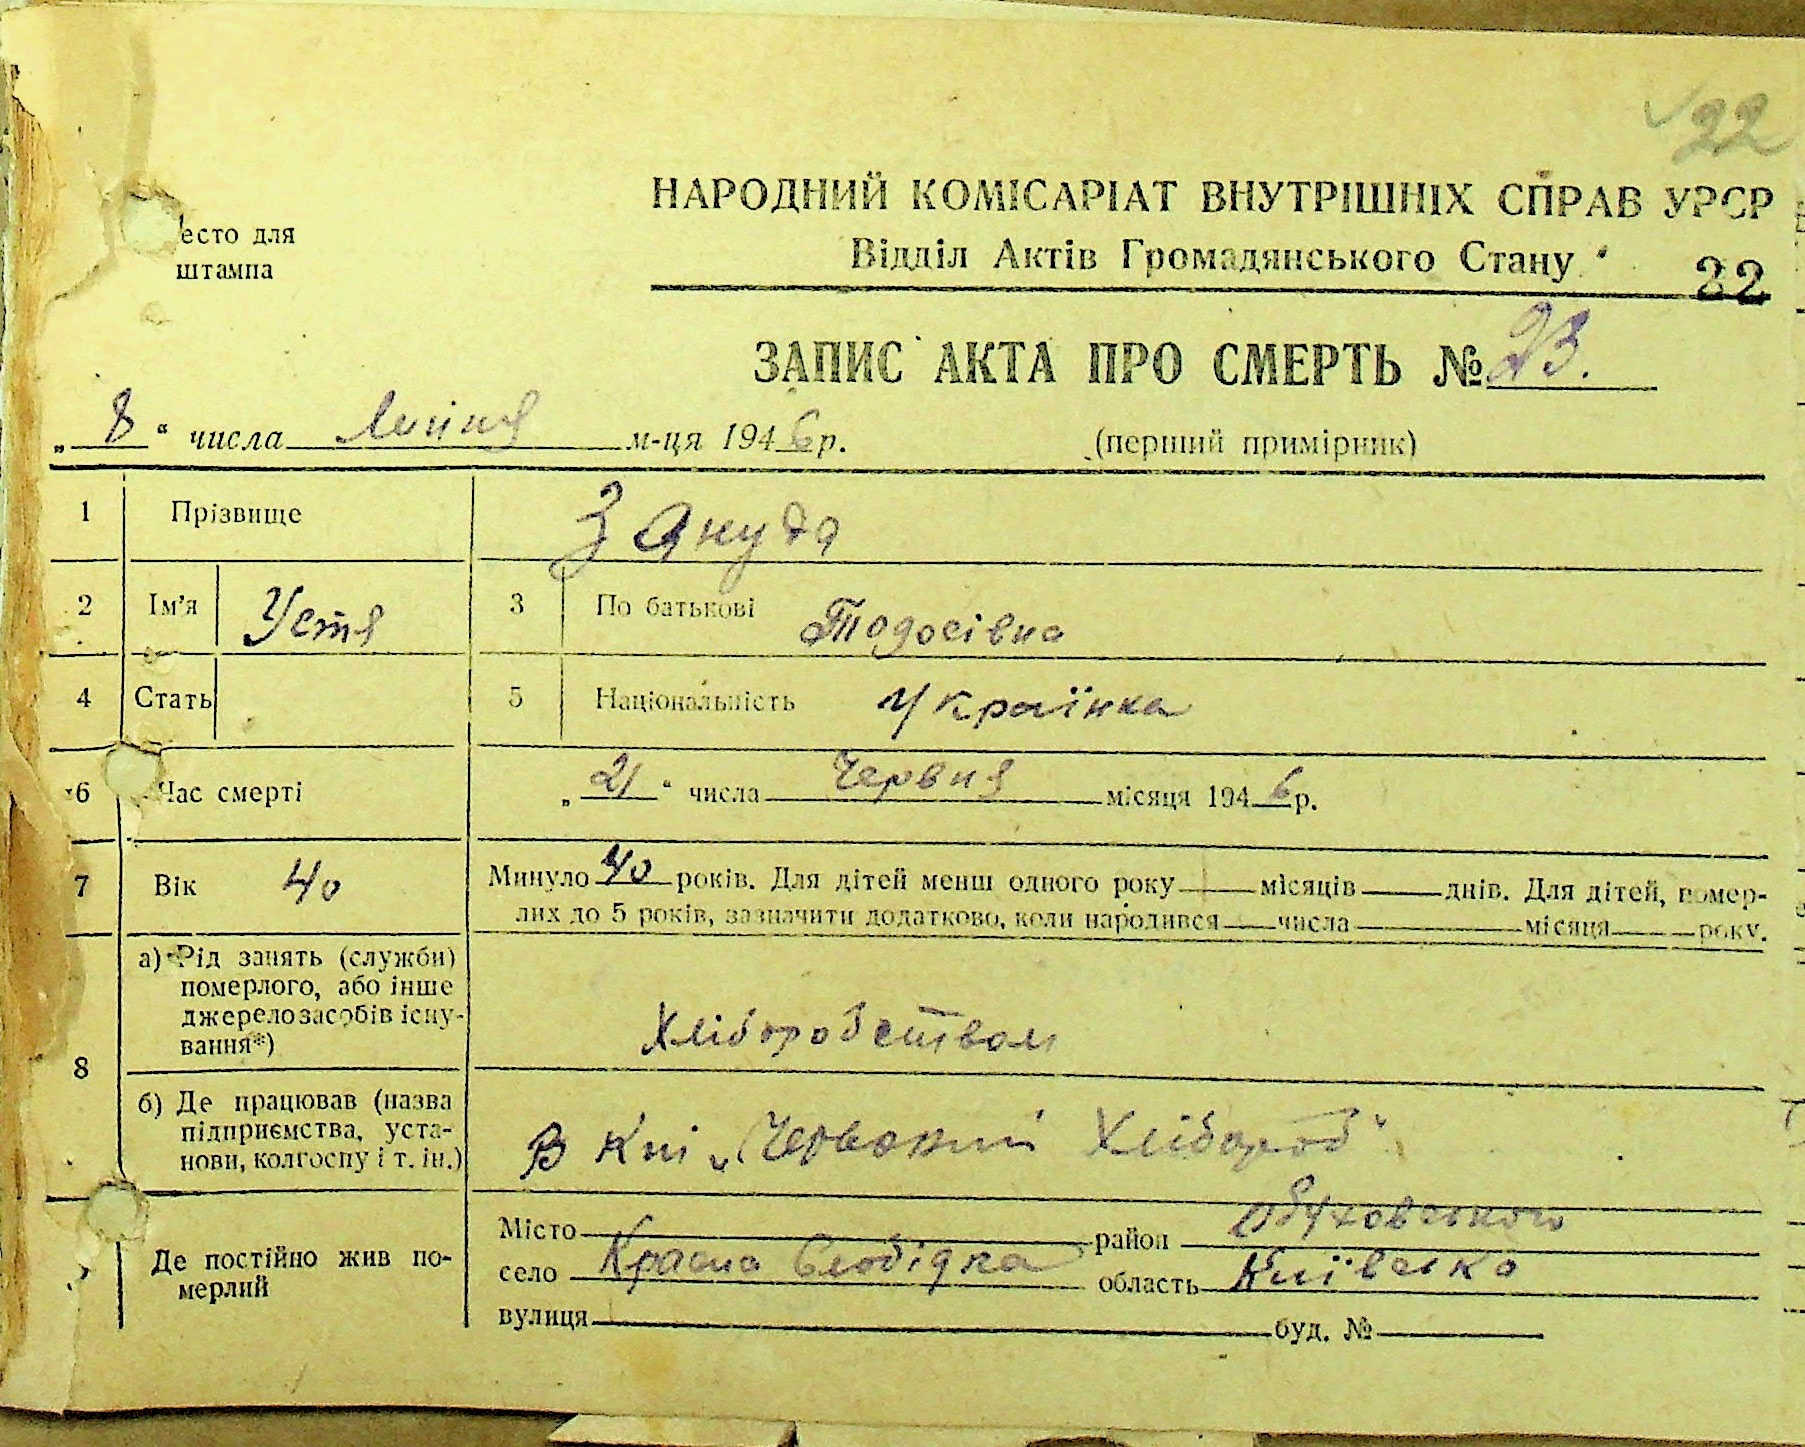 22
НАРОДНИЙ КОМІСАРІАТ ВНУТРІШНІХ СПРАВ УРСР
есто для
штампа
Відділ Актів Громадянського Стану
22
ЗАПИС АКТА ПРО СМЕРТЬ № 23.
„ 8 “ числа Липня м-ця 1946 р. (перший примірник)
1 Прізвище Зануда
2 Ім'я Устя 3 По батькові Тодосівна
4 Стать 5 Національність Українка
6 Час смерті „ 21 “ числа Червня місяця 1946 р.
7 Вік 40 Минуло 40 років. Для дітей менш одного року місяців днів. Для дітей, помер-
лих до 5 років, зазначити додатково, коли народився числа місяця року.
8 а) Рід занять (служби)
померлого, або інше
джерело засобів існу-
вання*)
Хліборобством
б) Де працював (назва
підприємства, уста-
нови, колгоспу і т. ін.)
В К-пі „Червоний Хлібороб"
Де постійно жив по-
мерлий
Місто район Обуховського
село Красна Слобідка область Київська
вулиця буд. №